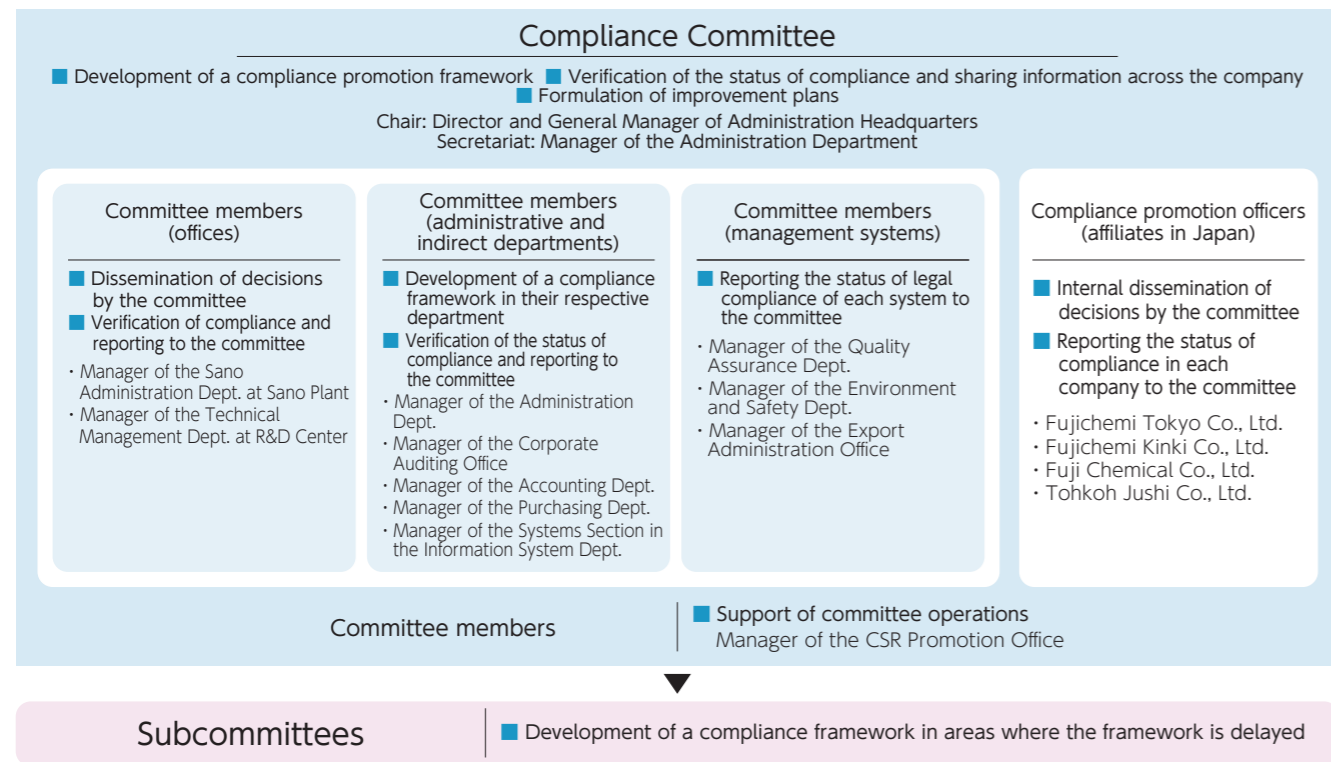 Compliance Committee
■ Development of a compliance promotion framework ■ Verification of the status of compliance and sharing information across the company
■ Formulation of improvement plans
Chair: Director and General Manager of Administration Headquarters
Secretariat: Manager of the Administration Department
Committee members
(offices)
■ Dissemination of decisions
by the committee
■ Verification of compliance and
reporting to the committee
・Manager of the Sano
Administration Dept. at Sano Plant
・Manager of the Technical
Management Dept. at R&D Center
Committee members
(administrative and
indirect departments)
■ Development of a compliance
framework in their respective
department
■ Verification of the status of
compliance and reporting to
the committee
・Manager of the Administration
Dept.
・Manager of the Corporate
Auditing Office
・Manager of the Accounting Dept.
・Manager of the Purchasing Dept.
・Manager of the Systems Section in
the Information System Dept.
Committee members
(management systems)
■ Reporting the status of legal
compliance of each system to
the committee
・Manager of the Quality
Assurance Dept.
・Manager of the Environment
and Safety Dept.
・Manager of the Export
Administration Office
Compliance promotion officers
(affiliates in Japan)
■ Internal dissemination of
decisions by the committee
■ Reporting the status of
compliance in each
company to the committee
・Fujichemi Tokyo Co., Ltd.
・Fujichemi Kinki Co., Ltd.
・Fuji Chemical Co., Ltd.
・Tohkoh Jushi Co., Ltd.
Committee members
■ Support of committee operations
Manager of the CSR Promotion Office
Subcommittees
■ Development of a compliance framework in areas where the framework is delayed